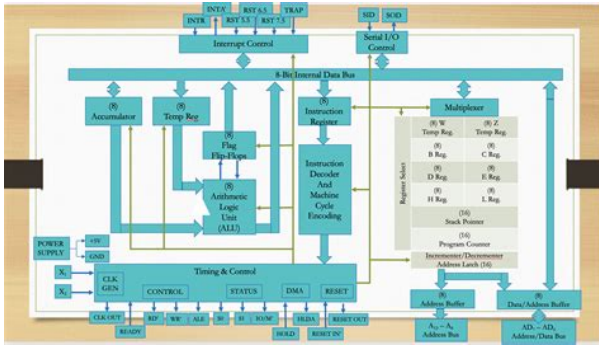 INTA'
RST 6.5
TRAP
INTR
RST 5.5
RST 7.5
SID
SOD
Interrupt Control
Serial I/O
Control
8-Bit Internal Data Bus
(8)
Accumulator
(8)
Temp Reg
(8)
Instruction
Register
Multiplexer
(8) W
Temp Reg.
(8) Z
Temp Reg.
(8)
Flag
Flip-Flops
(8)
B Reg.
(8)
C Reg.
Instruction
Decoder
And
Machine
Cycle
Encoding
(8)
D Reg.
(8)
E Reg.
(8)
Arithmetic
Logic
Unit
(ALU)
(8)
H Reg.
(8)
L Reg.
Register Select
(16)
Stack Pointer
(16)
Program Counter
Incrementer/Decrementer
Address Latch (16)
POWER
SUPPLY
+5V
GND
Timing & Control
X₁
X₂
CLK
GEN
CONTROL
STATUS
DMA
RESET
(8)
Address Buffer
(8)
Data/Address Buffer
CLK OUT
READY
RD'
WR'
ALE
S0
S1
IO/M'
HOLD
HLDA
RESET IN'
RESET OUT
A₁₅ – A₈
Address Bus
AD₇ – AD₀
Address/Data Bus